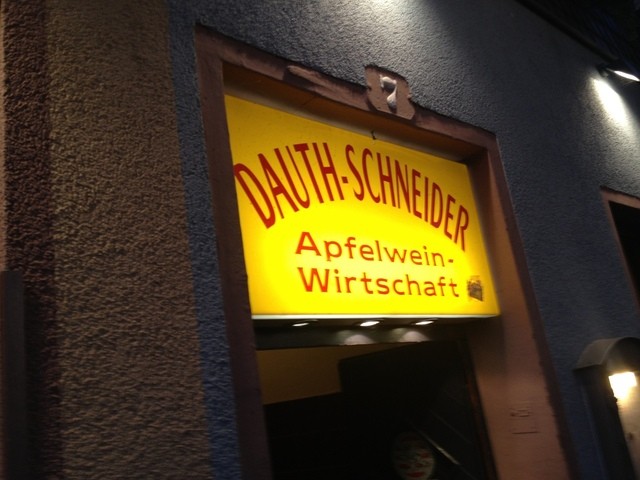 7
DAUTH-SCHNEIDER
Apfelwein-
Wirtschaft